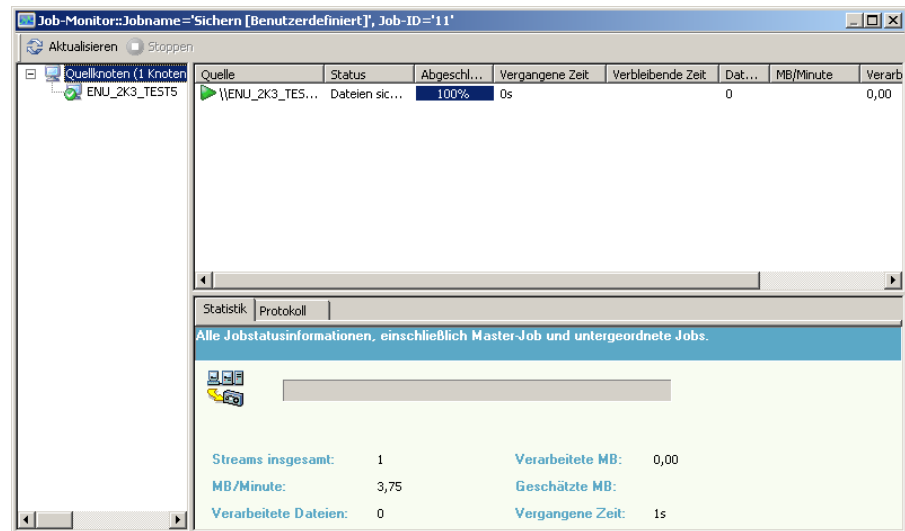 Job-Monitor::Jobname='Sichern [Benutzerdefiniert]', Job-ID='11'
Aktualisieren Stoppen
Quellknoten (1 Knoten
ENU_2K3_TEST5
Quelle Status Abgeschl... Vergangene Zeit Verbleibende Zeit Dat... MB/Minute Verarb
\\ENU_2K3_TES... Dateien sic... 100% 0s 0 0,00
Statistik Protokoll
Alle Jobstatusinformationen, einschließlich Master-Job und untergeordnete Jobs.
Streams insgesamt: 1 Verarbeitete MB: 0,00
MB/Minute: 3,75 Geschätzte MB:
Verarbeitete Dateien: 0 Vergangene Zeit: 1s